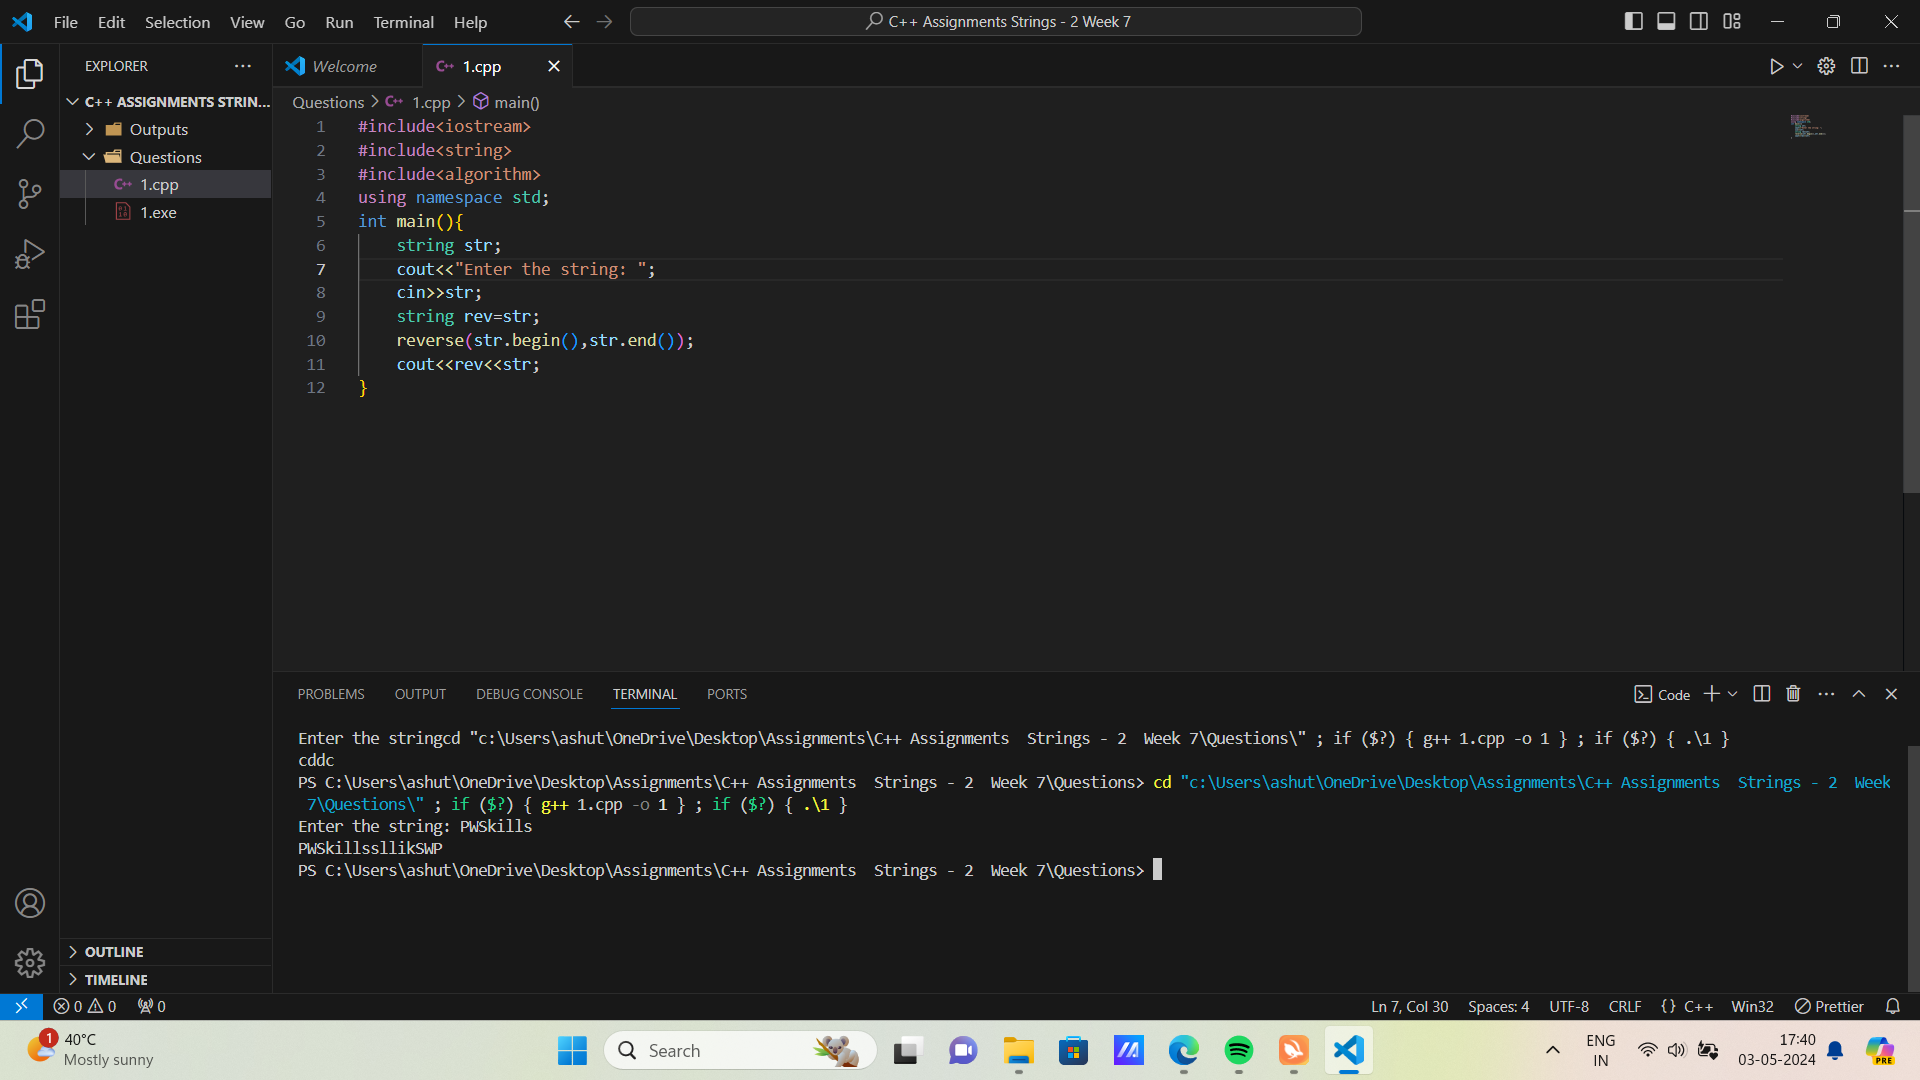 File Edit Selection View Go Run Terminal Help
C++ Assignments Strings - 2 Week 7
EXPLORER
C++ ASSIGNMENTS STRIN...
Outputs
Questions
1.cpp
1.exe
OUTLINE
TIMELINE
Welcome
1.cpp
Questions > 1.cpp > main()
1 #include<iostream>
2 #include<string>
3 #include<algorithm>
4 using namespace std;
5 int main(){
6     string str;
7     cout<<"Enter the string: ";
8     cin>>str;
9     string rev=str;
10     reverse(str.begin(),str.end());
11     cout<<rev<<str;
12 }
PROBLEMS OUTPUT DEBUG CONSOLE TERMINAL PORTS
Code
Enter the stringcd "c:\Users\ashut\OneDrive\Desktop\Assignments\C++ Assignments  Strings - 2  Week 7\Questions\" ; if ($?) { g++ 1.cpp -o 1 } ; if ($?) { .\1 }
cddc
PS C:\Users\ashut\OneDrive\Desktop\Assignments\C++ Assignments  Strings - 2  Week 7\Questions> cd "c:\Users\ashut\OneDrive\Desktop\Assignments\C++ Assignments  Strings - 2  Week
 7\Questions\" ; if ($?) { g++ 1.cpp -o 1 } ; if ($?) { .\1 }
Enter the string: PWSkills
PWSkillssllikSWP
PS C:\Users\ashut\OneDrive\Desktop\Assignments\C++ Assignments  Strings - 2  Week 7\Questions>
0 0 0
Ln 7, Col 30 Spaces: 4 UTF-8 CRLF {} C++ Win32 Prettier
1
40°C
Mostly sunny
Search
PRE
ENG
IN
17:40
03-05-2024